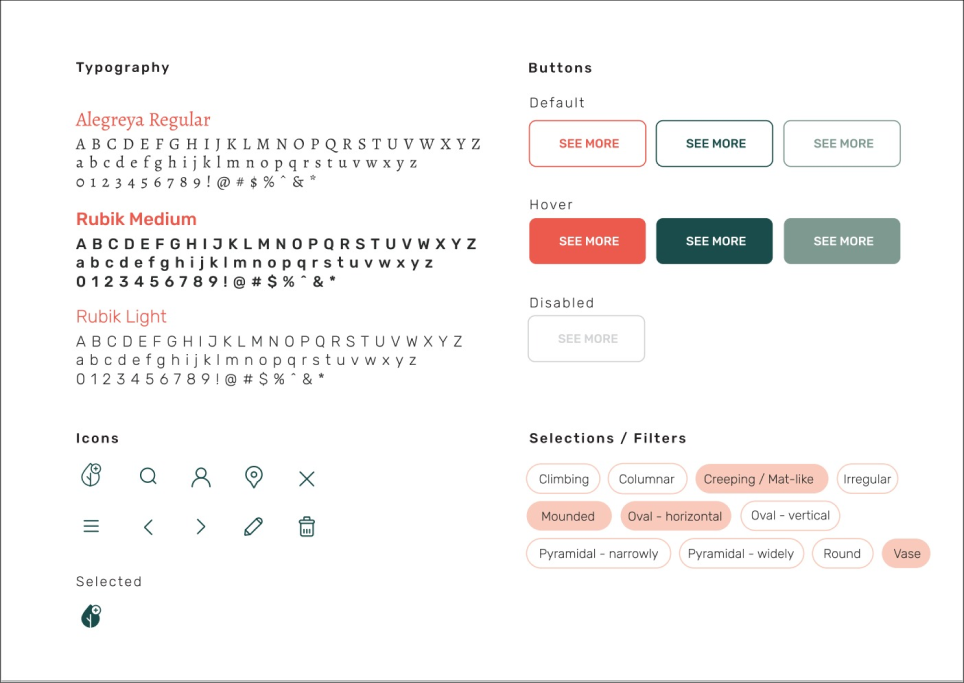 Typography
Alegreya Regular
A B C D E F G H I J K L M N O P Q R S T U V W X Y Z
a b c d e f g h i j k l m n o p q r s t u v w x y z
0 1 2 3 4 5 6 7 8 9 ! @ # $ % ^ & *
Rubik Medium
A B C D E F G H I J K L M N O P Q R S T U V W X Y Z
a b c d e f g h i j k l m n o p q r s t u v w x y z
0 1 2 3 4 5 6 7 8 9 ! @ # $ % ^ & *
Rubik Light
A B C D E F G H I J K L M N O P Q R S T U V W X Y Z
a b c d e f g h i j k l m n o p q r s t u v w x y z
0 1 2 3 4 5 6 7 8 9 ! @ # $ % ^ & *
Icons
Selected
Buttons
Default
SEE MORE SEE MORE SEE MORE
Hover
SEE MORE SEE MORE SEE MORE
Disabled
SEE MORE
Selections / Filters
Climbing Columnar Creeping / Mat-like Irregular
Mounded Oval - horizontal Oval - vertical
Pyramidal - narrowly Pyramidal - widely Round Vase